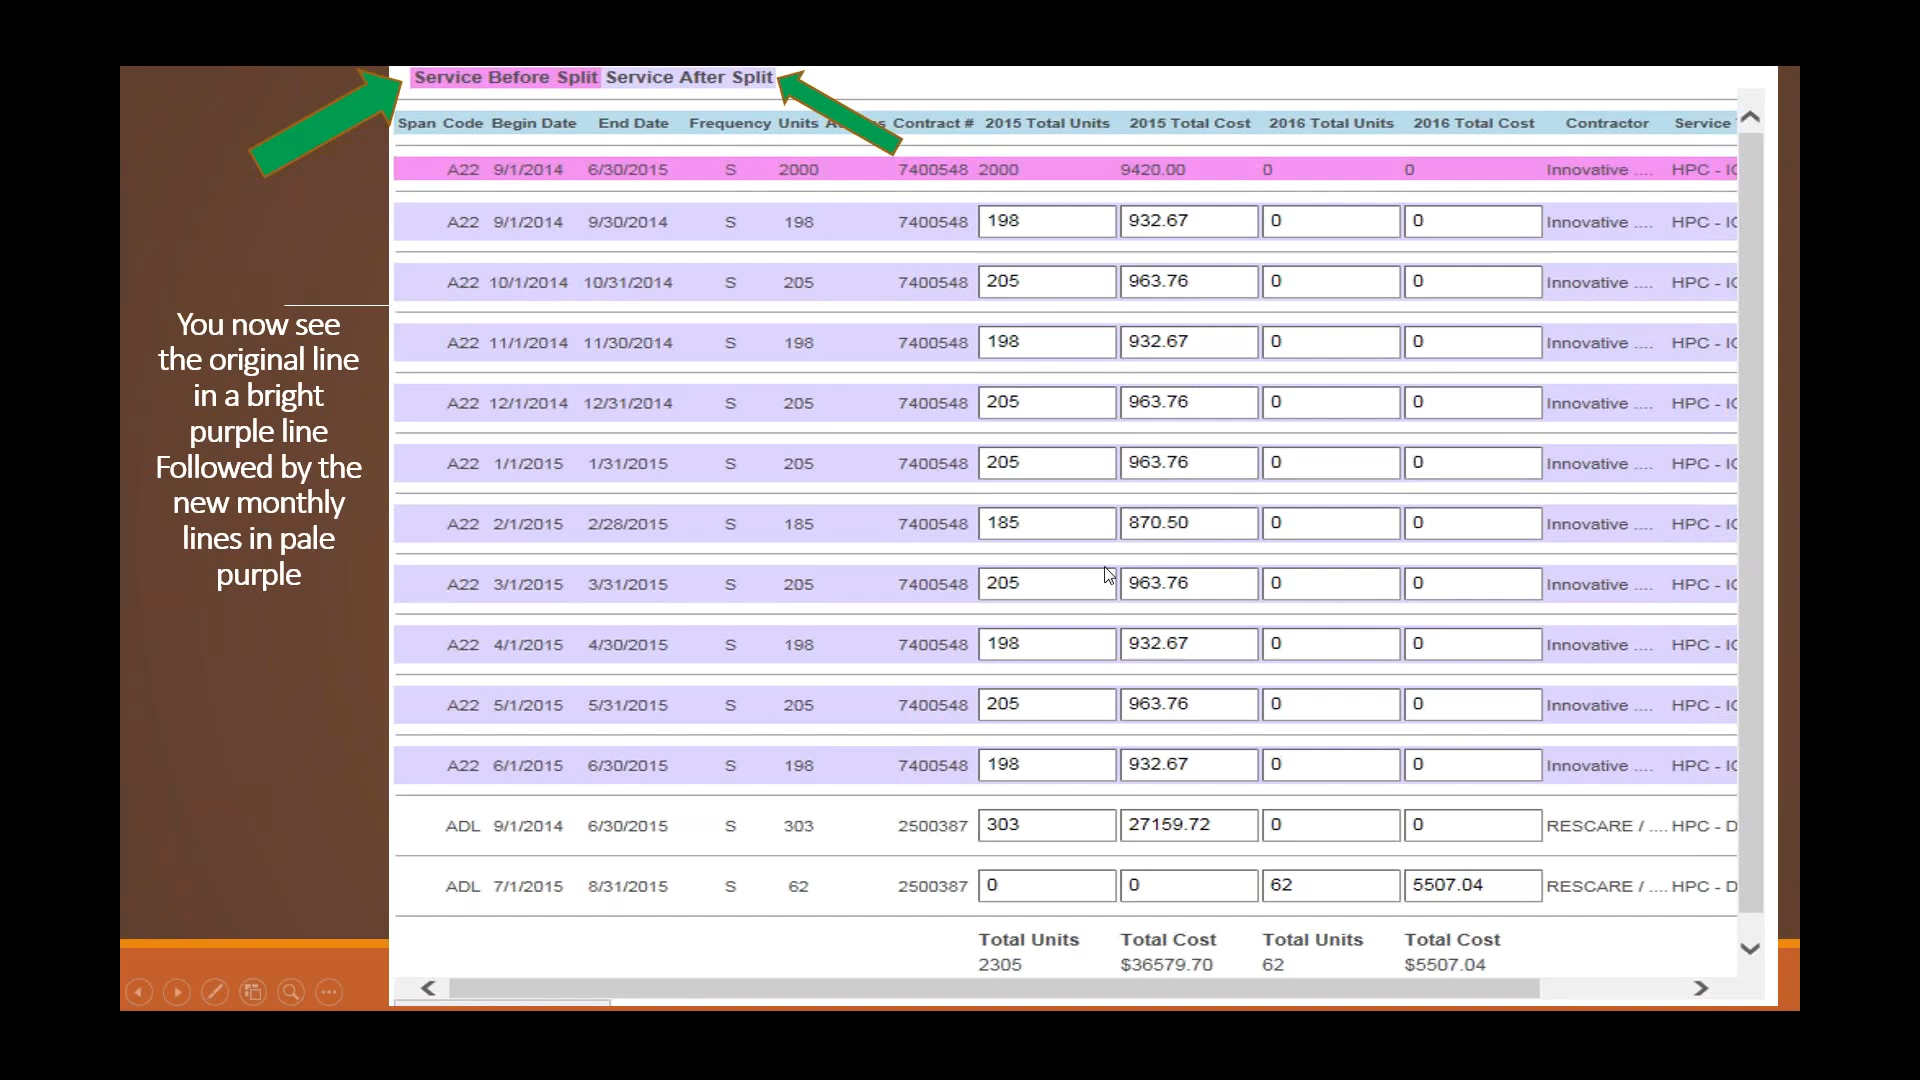 Service Before Split Service After Split
Span Code Begin Date End Date Frequency Units Contract # 2015 Total Units 2015 Total Cost 2016 Total Units 2016 Total Cost Contractor Service
A22 9/1/2014 6/30/2015 S 2000 7400548 2000 9420.00 0 0 Innovative .... HPC - IC
A22 9/1/2014 9/30/2014 S 198 7400548 198 932.67 0 0 Innovative .... HPC - IC
A22 10/1/2014 10/31/2014 S 205 7400548 205 963.76 0 0 Innovative .... HPC - IC
A22 11/1/2014 11/30/2014 S 198 7400548 198 932.67 0 0 Innovative .... HPC - IC
A22 12/1/2014 12/31/2014 S 205 7400548 205 963.76 0 0 Innovative .... HPC - IC
A22 1/1/2015 1/31/2015 S 205 7400548 205 963.76 0 0 Innovative .... HPC - IC
A22 2/1/2015 2/28/2015 S 185 7400548 185 870.50 0 0 Innovative .... HPC - IC
A22 3/1/2015 3/31/2015 S 205 7400548 205 963.76 0 0 Innovative .... HPC - IC
A22 4/1/2015 4/30/2015 S 198 7400548 198 932.67 0 0 Innovative .... HPC - IC
A22 5/1/2015 5/31/2015 S 205 7400548 205 963.76 0 0 Innovative .... HPC - IC
A22 6/1/2015 6/30/2015 S 198 7400548 198 932.67 0 0 Innovative .... HPC - IC
ADL 9/1/2014 6/30/2015 S 303 2500387 303 27159.72 0 0 RESCARE / .... HPC - D
ADL 7/1/2015 8/31/2015 S 62 2500387 0 0 62 5507.04 RESCARE / .... HPC - D
Total Units Total Cost Total Units Total Cost
2305 $36579.70 62 $5507.04
You now see
the original line
in a bright
purple line
Followed by the
new monthly
lines in pale
purple